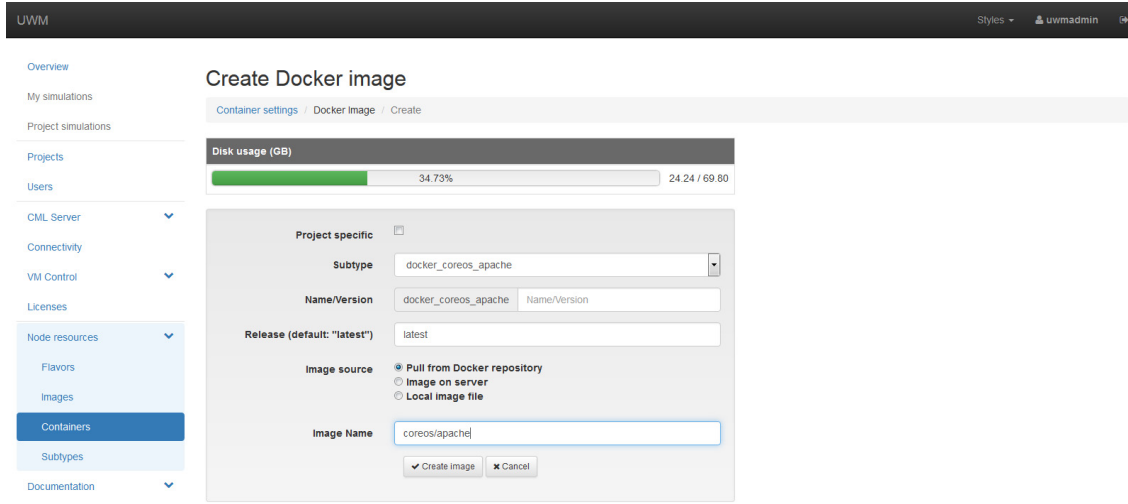 UWM
Styles
uwmadmin
Overview
My simulations
Project simulations
Projects
Users
CML Server
Connectivity
VM Control
Licenses
Node resources
Flavors
Images
Containers
Subtypes
Documentation
Create Docker image
Container settings / Docker Image / Create
Disk usage (GB)
34.73% 24.24 / 69.80
Project specific
Subtype docker_coreos_apache
Name/Version docker_coreos_apache Name/Version
Release (default: "latest") latest
Image source Pull from Docker repository
Image on server
Local image file
Image Name coreos/apache
Create image Cancel